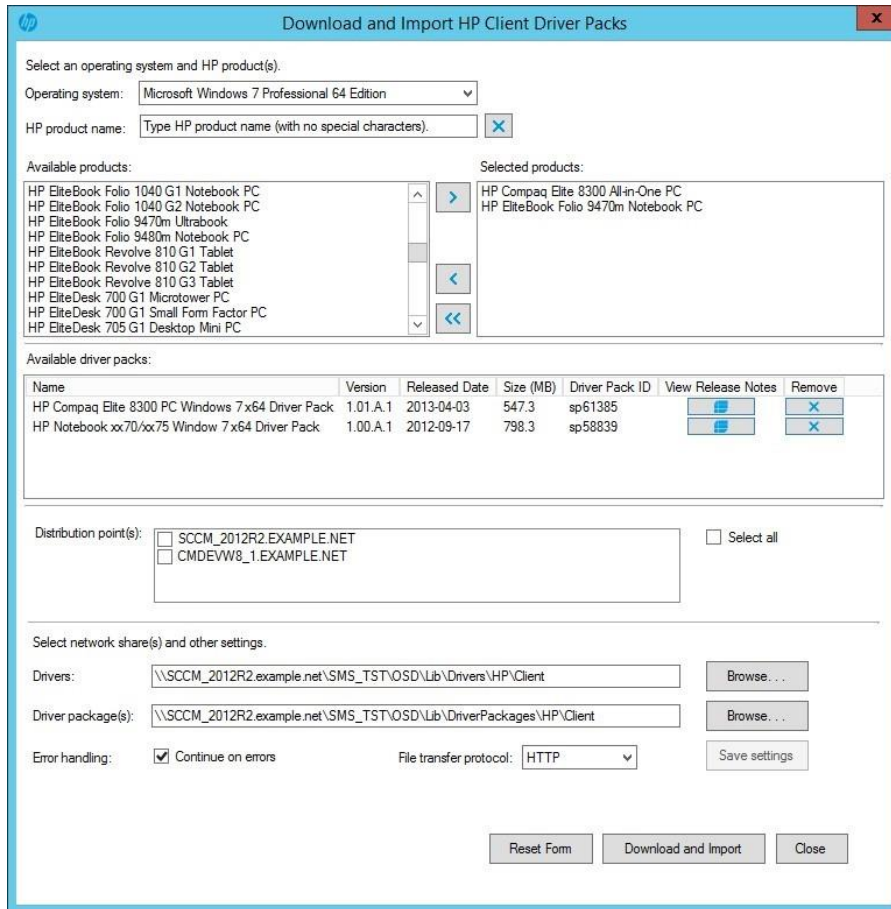 hp
Download and Import HP Client Driver Packs
x
Select an operating system and HP product(s).
Operating system: Microsoft Windows 7 Professional 64 Edition
HP product name: Type HP product name (with no special characters).
Available products: Selected products:
HP EliteBook Folio 1040 G1 Notebook PC
HP EliteBook Folio 1040 G2 Notebook PC
HP EliteBook Folio 9470m Ultrabook
HP EliteBook Folio 9480m Notebook PC
HP EliteBook Revolve 810 G1 Tablet
HP EliteBook Revolve 810 G2 Tablet
HP EliteBook Revolve 810 G3 Tablet
HP EliteDesk 700 G1 Microtower PC
HP EliteDesk 700 G1 Small Form Factor PC
HP EliteDesk 705 G1 Desktop Mini PC
>
<
<<
HP Compaq Elite 8300 All-in-One PC
HP EliteBook Folio 9470m Notebook PC
Available driver packs:
Name Version Released Date Size (MB) Driver Pack ID View Release Notes Remove
HP Compaq Elite 8300 PC Windows 7 x64 Driver Pack 1.01.A.1 2013-04-03 547.3 sp61385
HP Notebook xx70/xx75 Window 7 x64 Driver Pack 1.00.A.1 2012-09-17 798.3 sp58839
Distribution point(s): SCCM_2012R2.EXAMPLE.NET Select all
CMDEVW8_1.EXAMPLE.NET
Select network share(s) and other settings.
Drivers: \\SCCM_2012R2.example.net\SMS_TST\OSD\Lib\Drivers\HP\Client Browse. . .
Driver package(s): \\SCCM_2012R2.example.net\SMS_TST\OSD\Lib\DriverPackages\HP\Client Browse. . .
Error handling: Continue on errors File transfer protocol: HTTP Save settings
Reset Form Download and Import Close